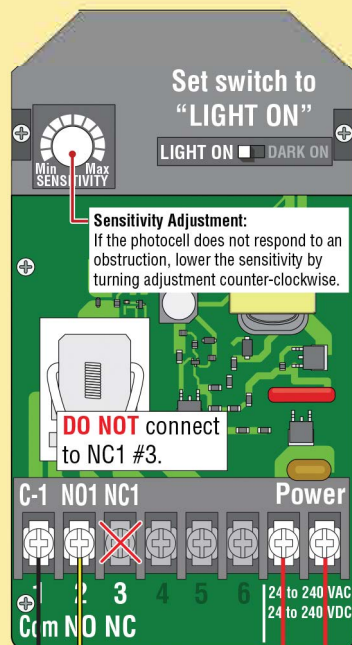 Set switch to
“LIGHT ON”
LIGHT ON DARK ON
Min Max
SENSITIVITY
Sensitivity Adjustment:
If the photocell does not respond to an
obstruction, lower the sensitivity by
turning adjustment counter-clockwise.
DO NOT connect
to NC1 #3.
C-1 NO1 NC1 Power
1 2 3 4 5 6 24 to 240 VAC
24 to 240 VDC
Com NO NC